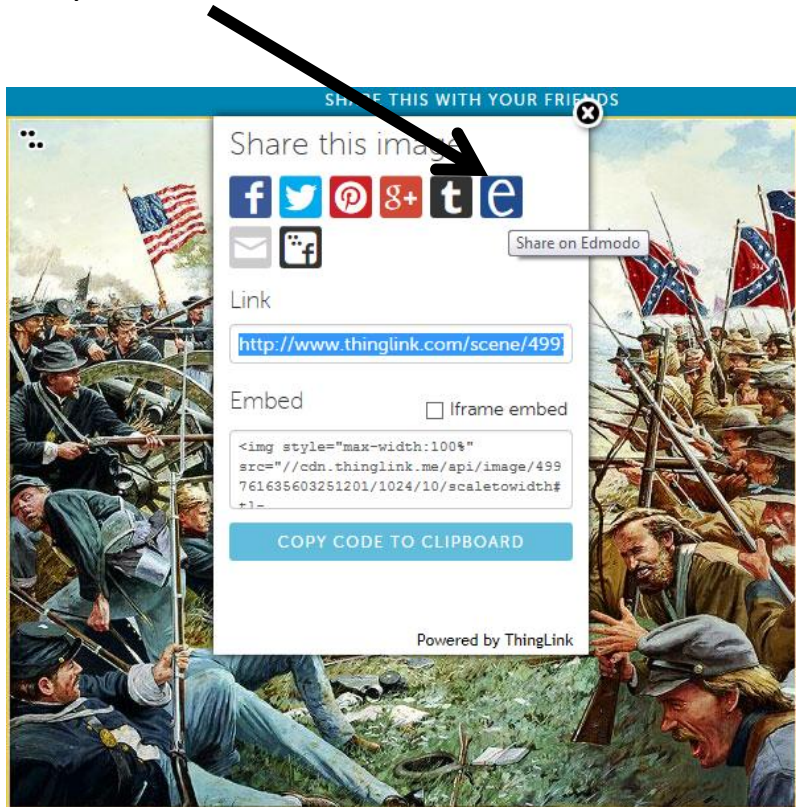 SHARE THIS WITH YOUR FRIENDS
Share this image
f g+ t e
f
Share on Edmodo
Link
http://www.thinglink.com/scene/499
Embed
Iframe embed
<img style="max-width:100%"
src="//cdn.thinglink.me/api/image/499
761635603251201/1024/10/scaletowidth#
tl-
COPY CODE TO CLIPBOARD
Powered by ThingLink